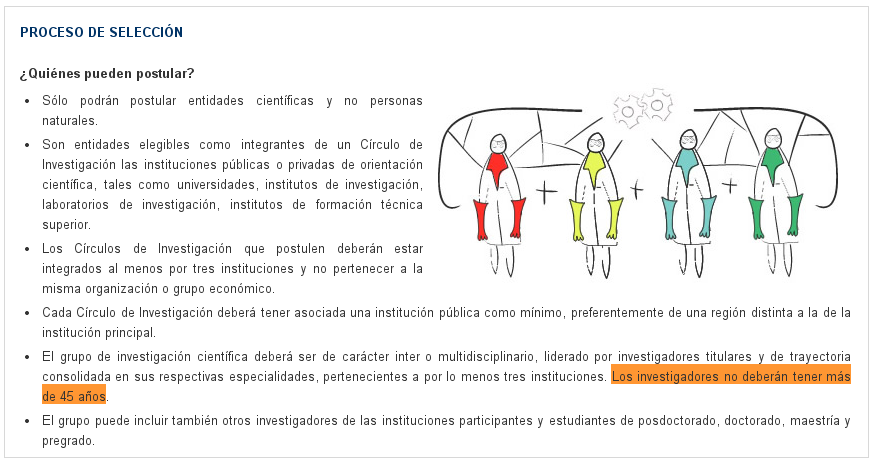 PROCESO DE SELECCIÓN
¿Quiénes pueden postular?
• Sólo podrán postular entidades científicas y no personas
naturales.
• Son entidades elegibles como integrantes de un Círculo de
Investigación las instituciones públicas o privadas de orientación
científica, tales como universidades, institutos de investigación,
laboratorios de investigación, institutos de formación técnica
superior.
• Los Círculos de Investigación que postulen deberán estar
integrados al menos por tres instituciones y no pertenecer a la
misma organización o grupo económico.
• Cada Círculo de Investigación deberá tener asociada una institución pública como mínimo, preferentemente de una región distinta a la de la
institución principal.
• El grupo de investigación científica deberá ser de carácter inter o multidisciplinario, liderado por investigadores titulares y de trayectoria
consolidada en sus respectivas especialidades, pertenecientes a por lo menos tres instituciones. Los investigadores no deberán tener más
de 45 años.
• El grupo puede incluir también otros investigadores de las instituciones participantes y estudiantes de posdoctorado, doctorado, maestría y
pregrado.